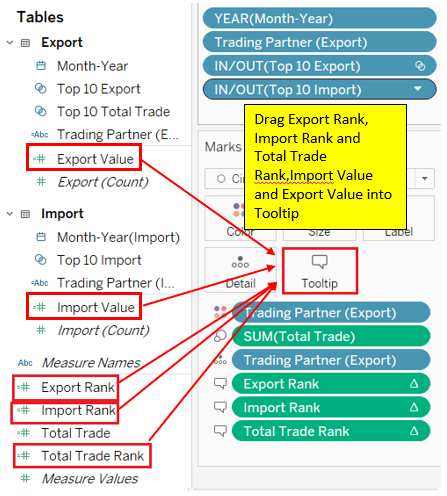 Tables
Export
Month-Year
Top 10 Export
Top 10 Total Trade
Trading Partner (E...
Export Value
Export (Count)
Import
Month-Year(Import)
Top 10 Import
Trading Partner (I...
Import Value
Import (Count)
Abc Measure Names
Export Rank
Import Rank
Total Trade
Total Trade Rank
Measure Values
YEAR(Month-Year)
Trading Partner (Export)
IN/OUT(Top 10 Export)
IN/OUT(Top 10 Import)
Drag Export Rank,
Import Rank and
Total Trade
Rank,Import Value
and Export Value into
Tooltip
Marks
Color
Size
Label
Detail
Tooltip
Trading Partner (Export)
SUM(Total Trade)
Trading Partner (Export)
Export Rank
Import Rank
Total Trade Rank